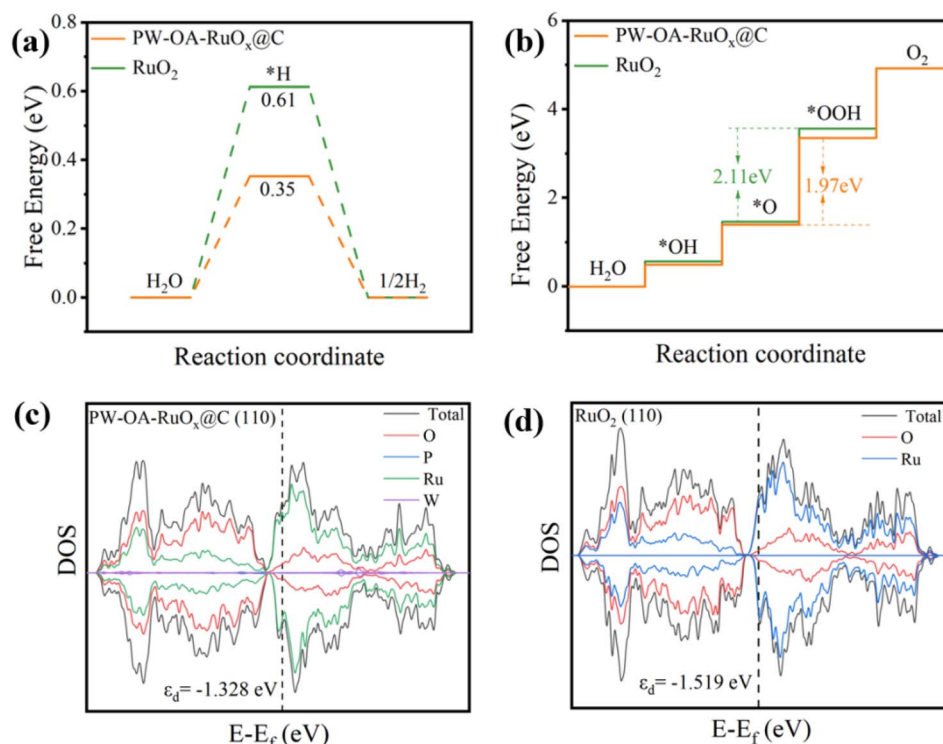 (a)
PW-OA-RuOₓ@C
RuO₂
*H
0.61
0.35
H₂O
1/2H₂
0.8
0.6
0.4
0.2
0.0
Free Energy (eV)
Reaction coordinate
(b)
PW-OA-RuOₓ@C
RuO₂
O₂
*OOH
2.11eV
1.97eV
*O
*OH
H₂O
6
4
2
0
Free Energy (eV)
Reaction coordinate
(c)
PW-OA-RuOₓ@C (110)
Total
O
P
Ru
W
DOS
εd= -1.328 eV
E-Ef (eV)
(d)
RuO₂ (110)
Total
O
Ru
DOS
εd= -1.519 eV
E-Ef (eV)